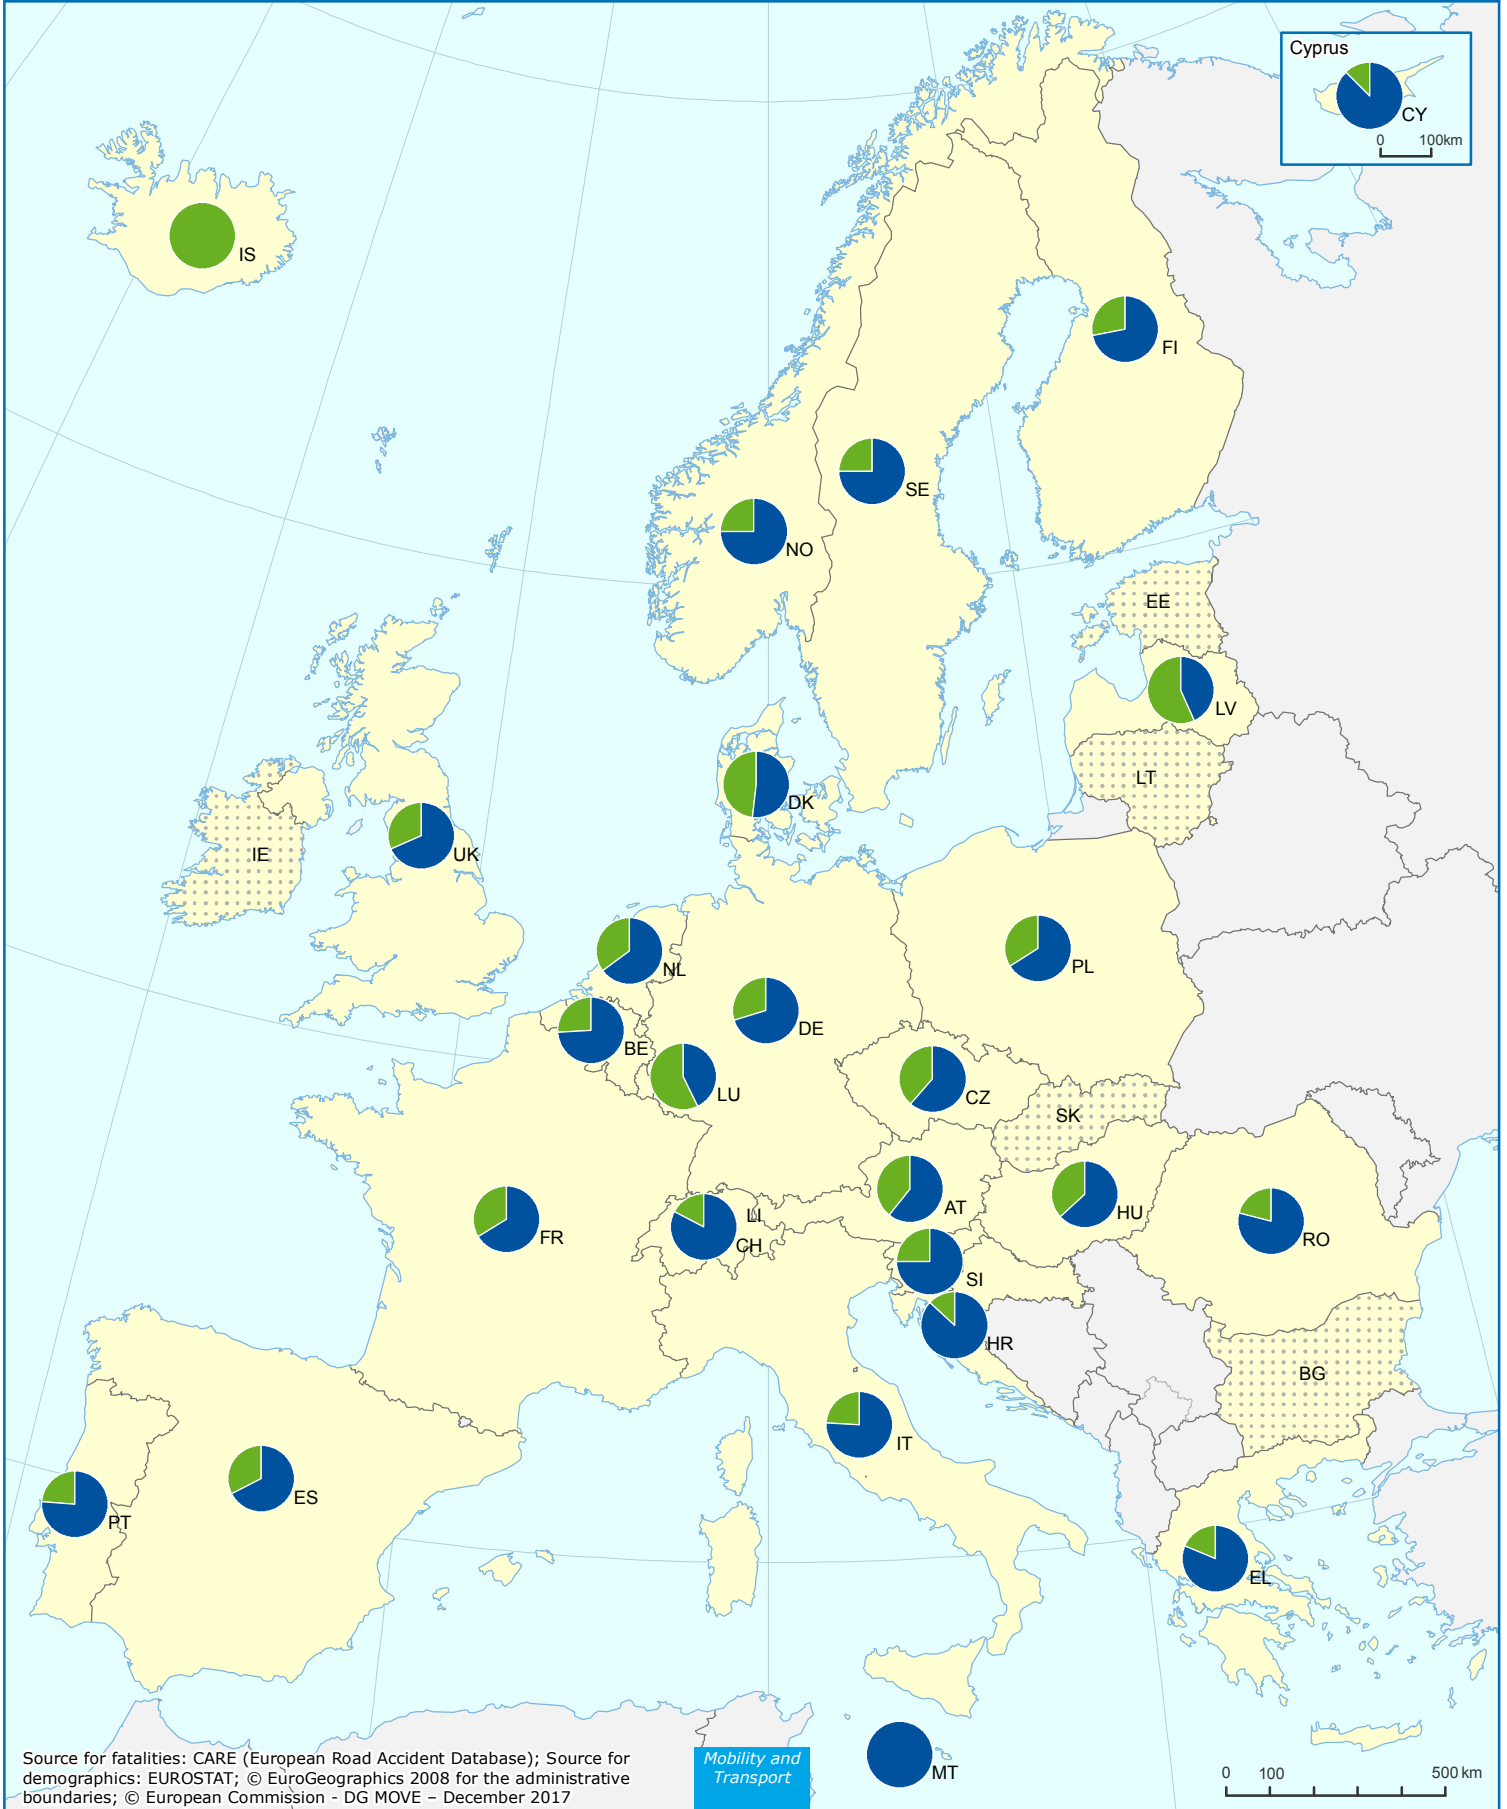 Cyprus
CY
0 100km
IS
FI
SE
NO
EE
LV
LT
DK
IE
UK
NL
PL
DE
BE
LU
CZ
SK
AT
HU
LI
CH
FR
RO
SI
HR
BG
IT
ES
PT
EL
MT
Source for fatalities: CARE (European Road Accident Database); Source for
demographics: EUROSTAT; © EuroGeographics 2008 for the administrative
boundaries; © European Commission - DG MOVE – December 2017
Mobility and
Transport
0 100 500 km